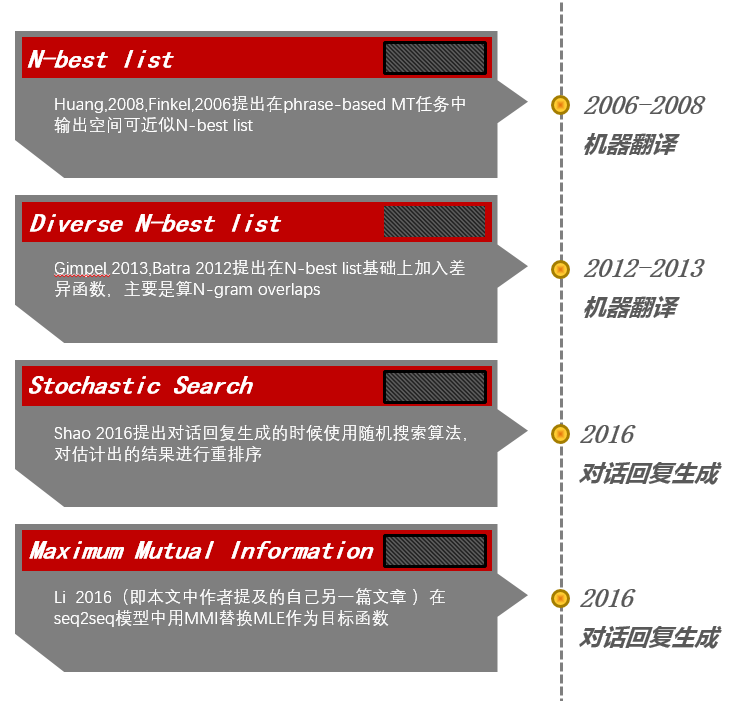 N-best list
Huang,2008,Finkel,2006提出在phrase-based MT任务中
输出空间可近似N-best list
2006-2008
机器翻译
Diverse N-best list
Gimpel,2013,Batra 2012提出在N-best list基础上加入差
异函数，主要是算N-gram overlaps
2012-2013
机器翻译
Stochastic Search
Shao 2016提出对话回复生成的时候使用随机搜索算法，
对估计出的结果进行重排序
2016
对话回复生成
Maximum Mutual Information
Li 2016（即本文中作者提及的自己另一篇文章 ）在
seq2seq模型中用MMI替换MLE作为目标函数
2016
对话回复生成